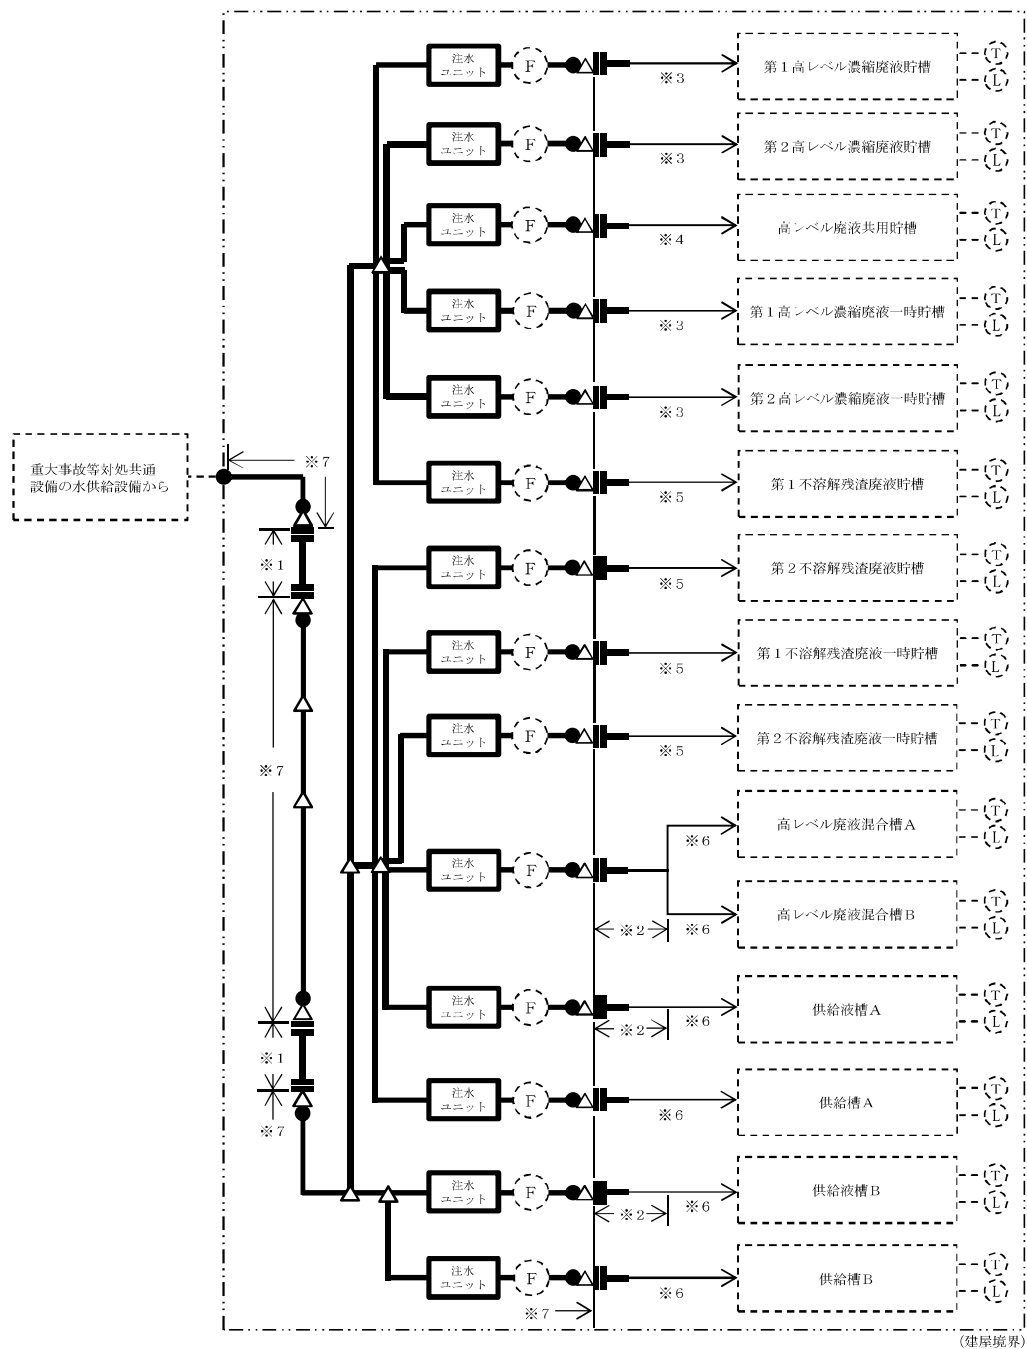 注水
ユニット
F
※3
第1高レベル濃縮廃液貯槽
T
L
注水
ユニット
F
※3
第2高レベル濃縮廃液貯槽
T
L
注水
ユニット
F
※4
高レベル廃液共用貯槽
T
L
注水
ユニット
F
※3
第1高レベル濃縮廃液一時貯槽
T
L
注水
ユニット
F
※3
第2高レベル濃縮廃液一時貯槽
T
L
重大事故等対処共通
設備の水供給設備から
※7
注水
ユニット
F
※5
第1不溶解残渣廃液貯槽
T
L
※1
注水
ユニット
F
※5
第2不溶解残渣廃液貯槽
T
L
注水
ユニット
F
※5
第1不溶解残渣廃液一時貯槽
T
L
注水
ユニット
F
※5
第2不溶解残渣廃液一時貯槽
T
L
※7
注水
ユニット
F
※6
高レベル廃液混合槽A
T
L
※2
※6
高レベル廃液混合槽B
T
L
注水
ユニット
F
※2
※6
供給液槽A
T
L
※1
注水
ユニット
F
※6
供給槽A
T
L
※7
注水
ユニット
F
※2
※6
供給液槽B
T
L
注水
ユニット
F
※6
供給槽B
T
L
※7
(建屋境界)